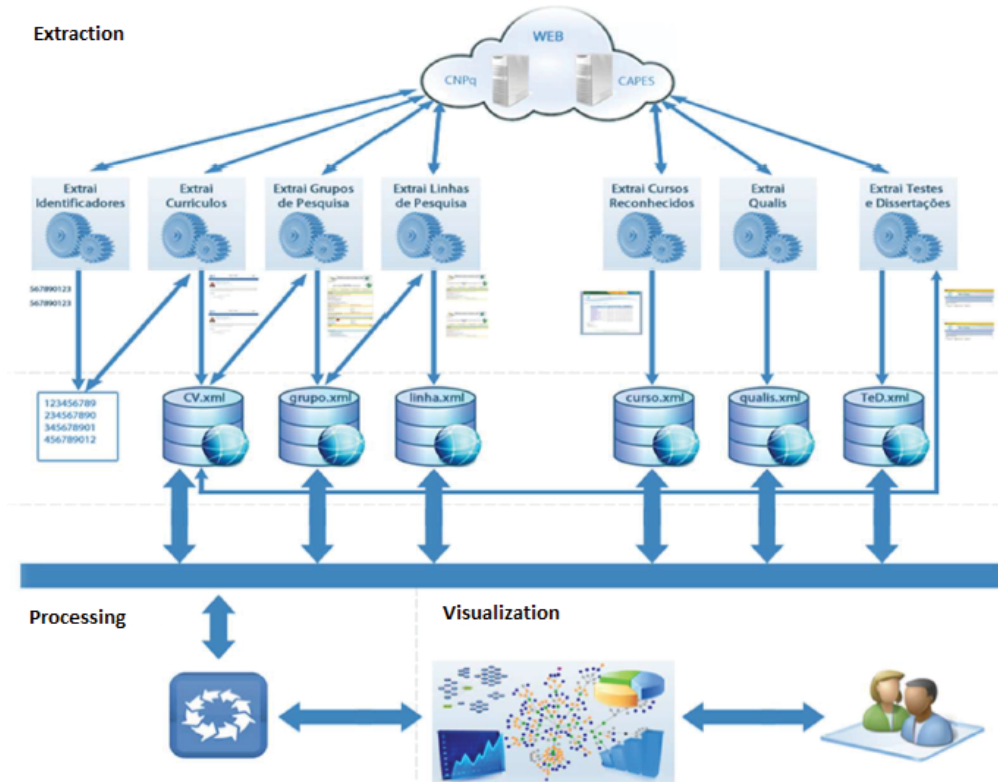 Extraction
WEB
CNPq
CAPES
Extrai
Identificadores
Extrai
Curriculos
Extrai Grupos
de Pesquisa
Extrai Linhas
de Pesquisa
Extrai Cursos
Reconhecidos
Extrai
Qualis
Extrai Testes
e Dissertações
567890123
567890123
123456789
234567890
345678901
456789012
CV.xml
grupo.xml
linha.xml
curso.xml
qualis.xml
TeD.xml
Processing
Visualization